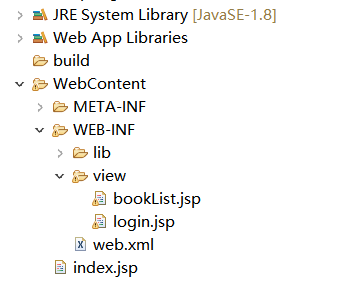 JRE System Library [JavaSE-1.8]
Web App Libraries
build
WebContent
META-INF
WEB-INF
lib
view
bookList.jsp
login.jsp
web.xml
index.jsp